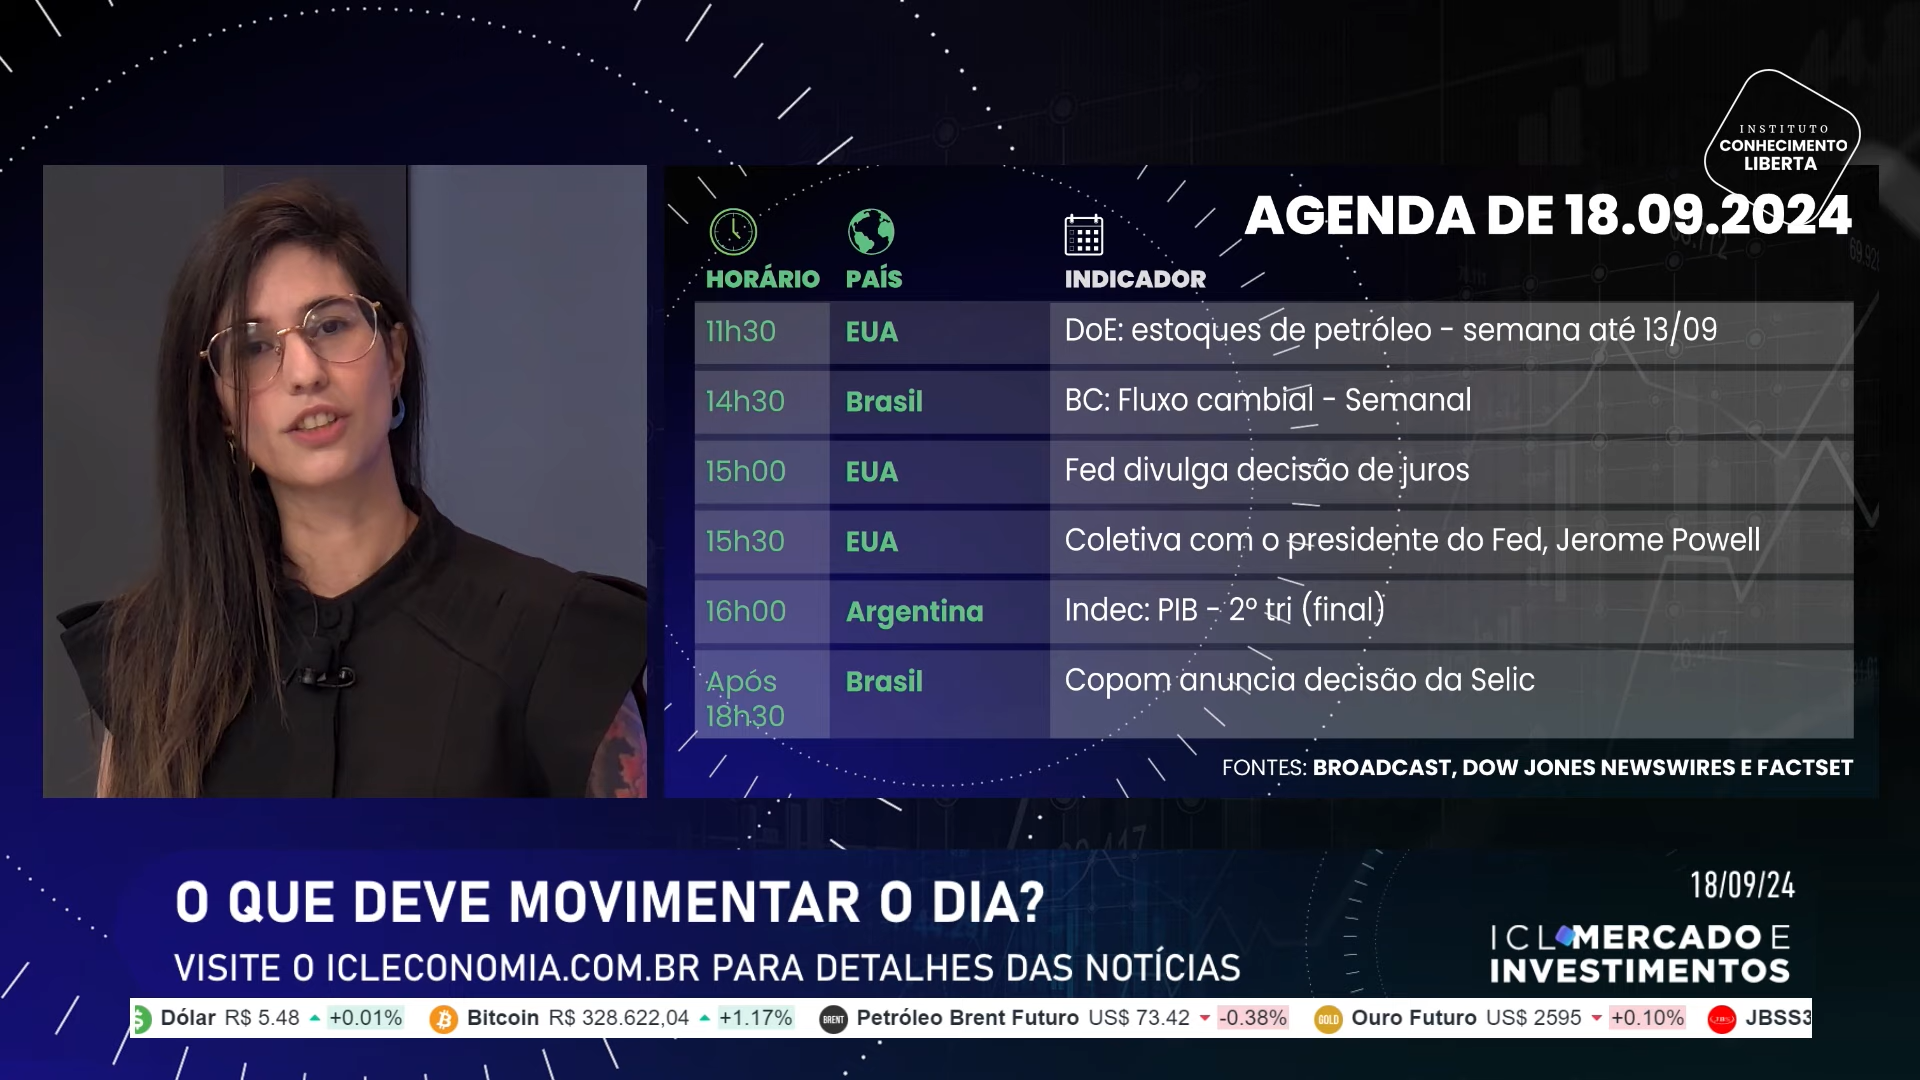 INSTITUTO
CONHECIMENTO
LIBERTA
AGENDA DE 18.09.2024
HORÁRIO PAÍS INDICADOR
11h30 EUA DoE: estoques de petróleo - semana até 13/09
14h30 Brasil BC: Fluxo cambial - Semanal
15h00 EUA Fed divulga decisão de juros
15h30 EUA Coletiva com o presidente do Fed, Jerome Powell
16h00 Argentina Indec: PIB - 2º tri (final)
Após Brasil Copom anuncia decisão da Selic
18h30
FONTES: BROADCAST, DOW JONES NEWSWIRES E FACTSET
O QUE DEVE MOVIMENTAR O DIA?
VISITE O ICLECONOMIA.COM.BR PARA DETALHES DAS NOTÍCIAS
18/09/24
ICL MERCADO E
INVESTIMENTOS
Dólar R$ 5.48 +0.01% Bitcoin R$ 328.622,04 +1.17% BRENT Petróleo Brent Futuro US$ 73.42 -0.38% GOLD Ouro Futuro US$ 2595 +0.10% JBS JBSS3